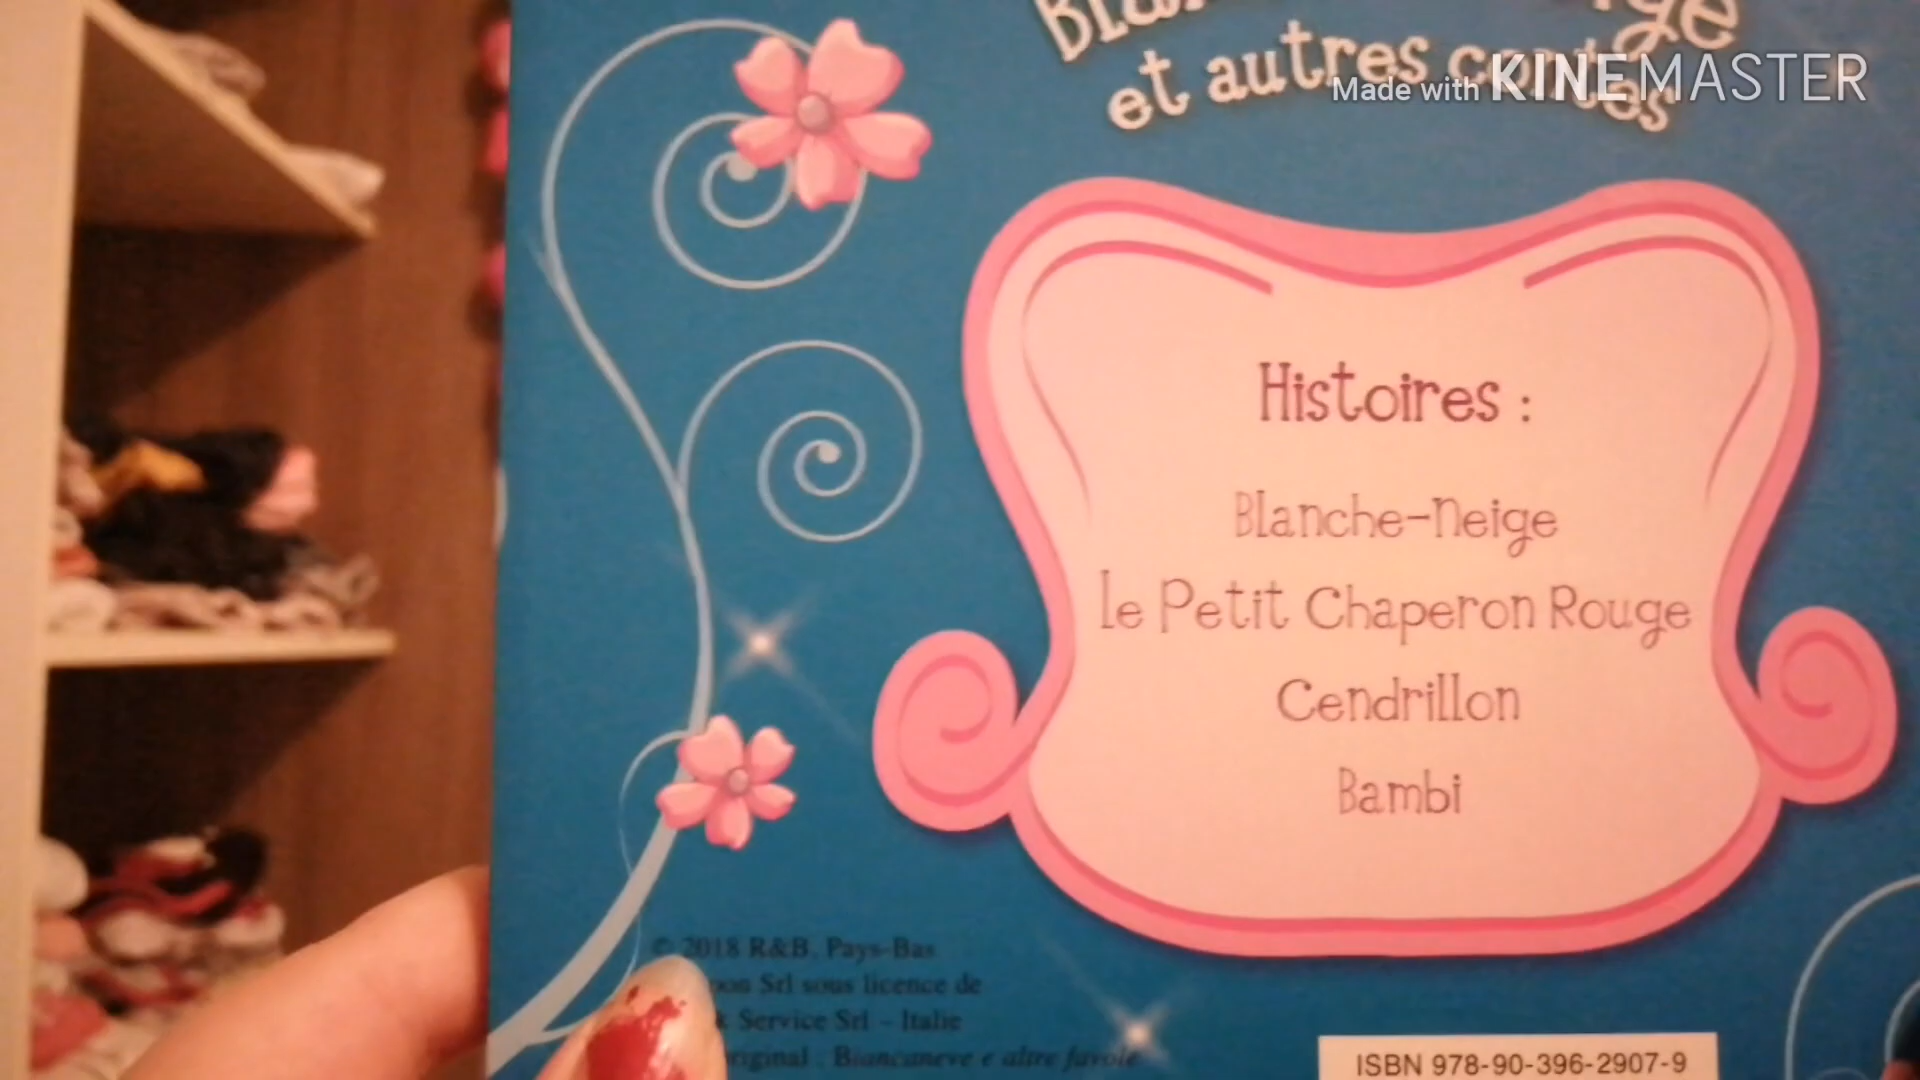 et autres contes
Made with KINEMASTER
Histoires :
Blanche-Neige
Le Petit Chaperon Rouge
Cendrillon
Bambi
© 2018 R&B, Pays-Bas
Srl sous licence de
Service Srl - Italie
Biancaneve e altre favole
ISBN 978-90-396-2907-9